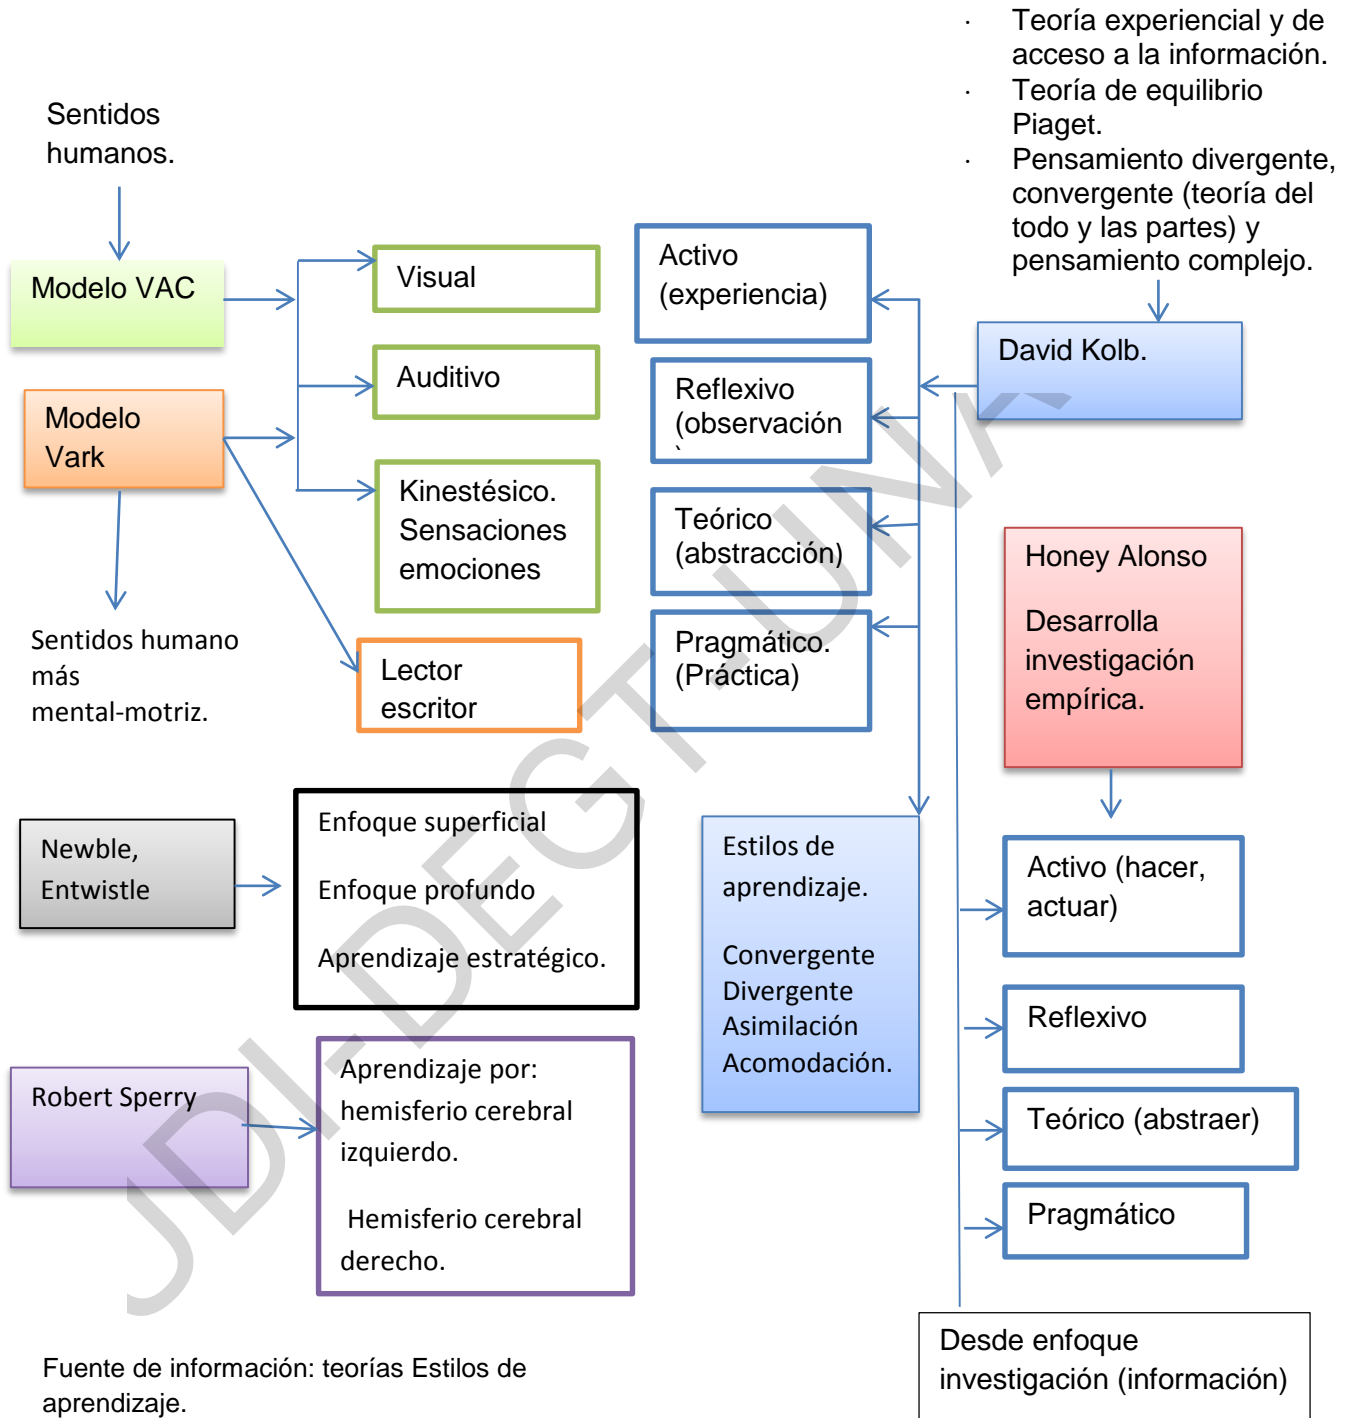 · Teoría experiencial y de
acceso a la información.
· Teoría de equilibrio
Piaget.
· Pensamiento divergente,
convergente (teoría del
todo y las partes) y
pensamiento complejo.
Sentidos
humanos.
Modelo VAC
Modelo
Vark
Sentidos humano
más
mental-motriz.
Visual
Auditivo
Kinestésico.
Sensaciones
emociones
Lector
escritor
Activo
(experiencia)
Reflexivo
(observación
)
Teórico
(abstracción)
Pragmático.
(Práctica)
David Kolb.
Honey Alonso
Desarrolla
investigación
empírica.
Newble,
Entwistle
Enfoque superficial
Enfoque profundo
Aprendizaje estratégico.
Estilos de
aprendizaje.
Convergente
Divergente
Asimilación
Acomodación.
Activo (hacer,
actuar)
Reflexivo
Teórico (abstraer)
Pragmático
Robert Sperry
Aprendizaje por:
hemisferio cerebral
izquierdo.
Hemisferio cerebral
derecho.
Desde enfoque
investigación (información)
Fuente de información: teorías Estilos de
aprendizaje.
UDI-DEGT-UNA